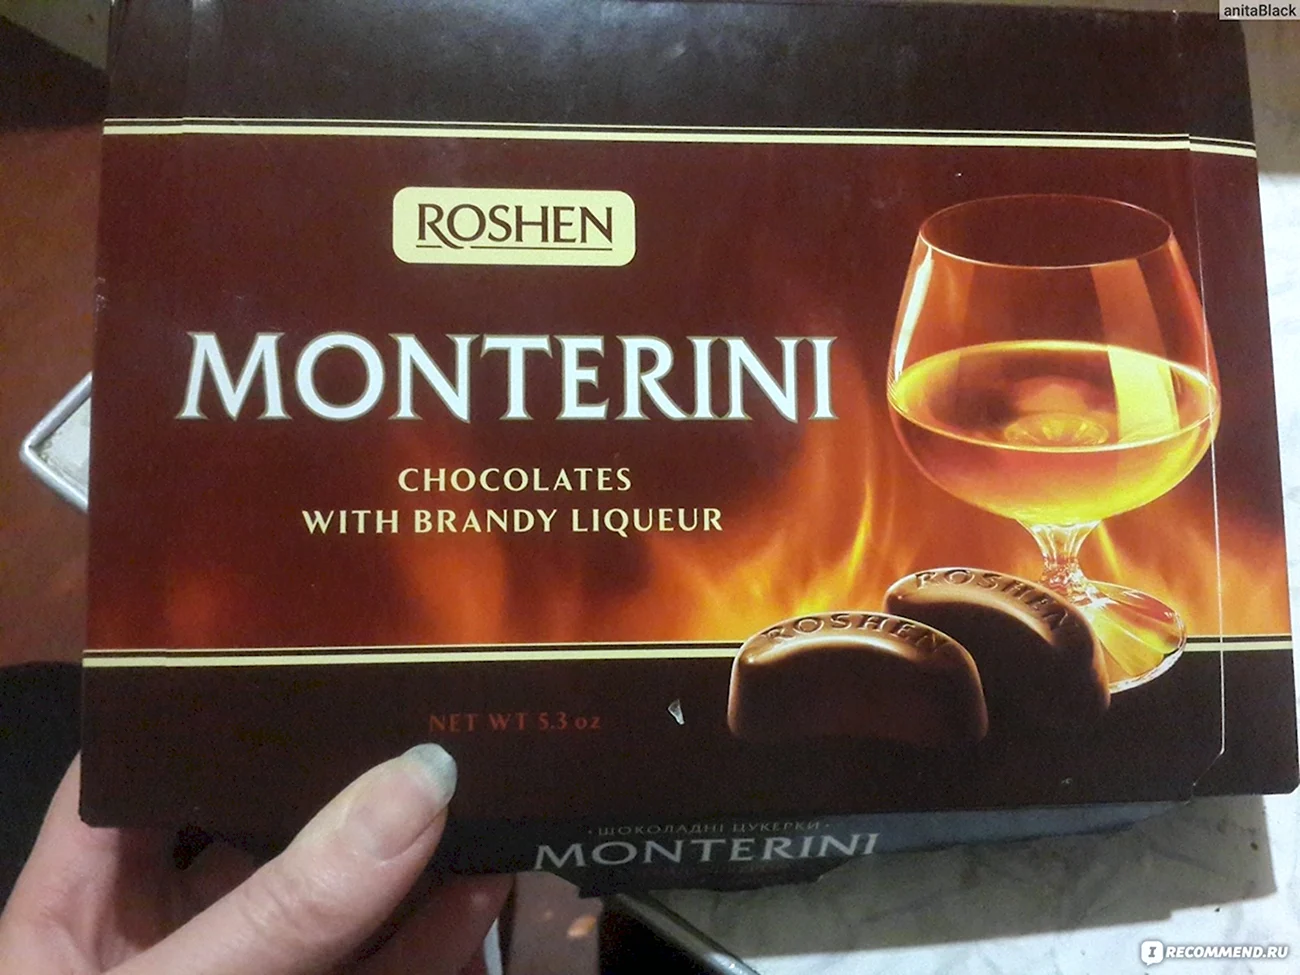 anitaBlack
ROSHEN
MONTERINI
CHOCOLATES
WITH BRANDY LIQUEUR
ROSHEN
ROSHEN
NET WT 5.3 oz
· ШОКОЛАДНІ ЦУКЕРКИ ·
MONTERINI
I RECOMMEND.RU